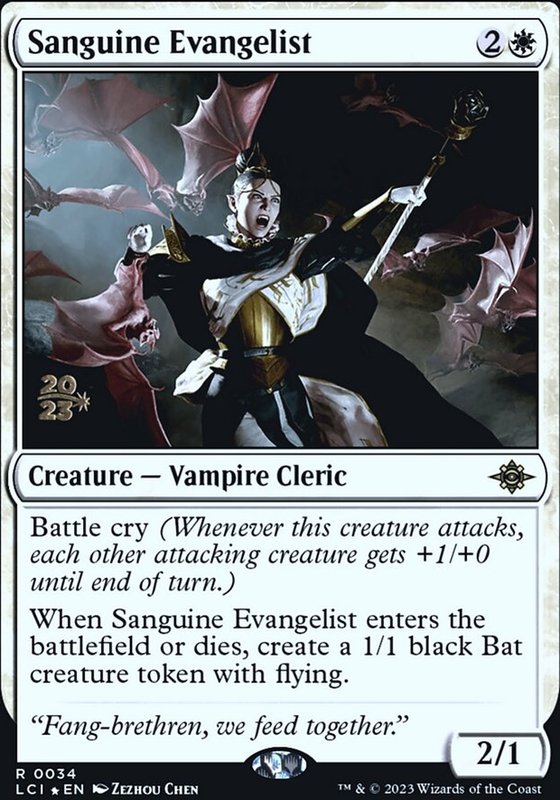 Sanguine Evangelist 2
20
23
Creature — Vampire Cleric
Battle cry (Whenever this creature attacks,
each other attacking creature gets +1/+0
until end of turn.)
When Sanguine Evangelist enters the
battlefield or dies, create a 1/1 black Bat
creature token with flying.
“Fang-brethren, we feed together.”
2/1
R 0034
LCI ★ EN Zezhou Chen
™ & © 2023 Wizards of the Coast